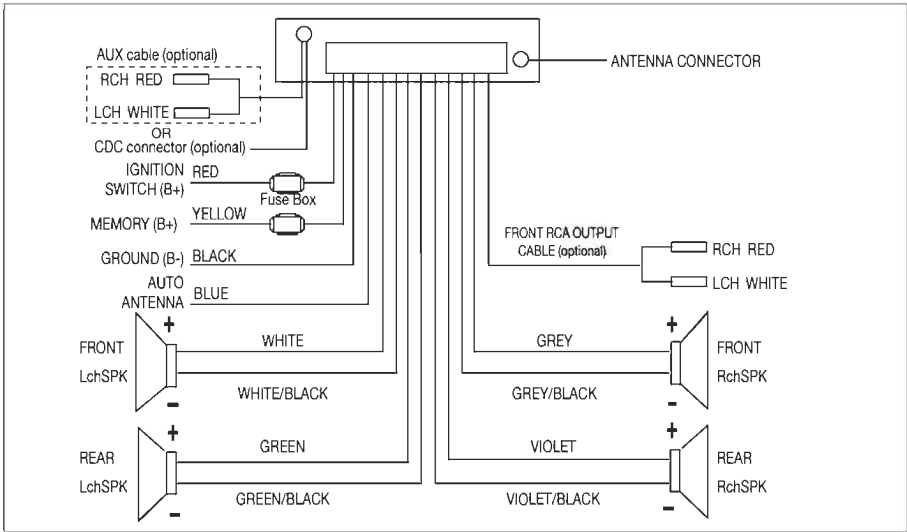 AUX cable (optional)
RCH RED
LCH WHITE
OR
CDC connector (optional)
IGNITION RED
SWITCH (B+)
Fuse Box
MEMORY (B+) YELLOW
GROUND (B-) BLACK
AUTO
ANTENNA BLUE
ANTENNA CONNECTOR
FRONT RCA OUTPUT
CABLE (optional)
RCH RED
LCH WHITE
+
FRONT
LchSPK
-
WHITE
WHITE/BLACK
GREY
GREY/BLACK
+
FRONT
RchSPK
-
+
REAR
LchSPK
-
GREEN
GREEN/BLACK
VIOLET
VIOLET/BLACK
+
REAR
RchSPK
-